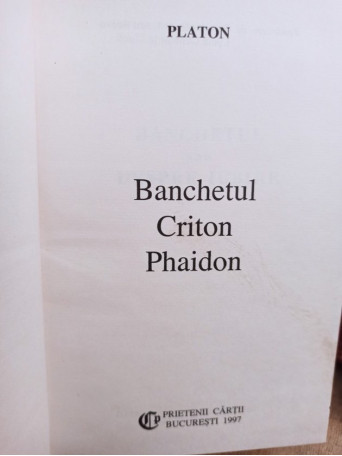 PLATON
Banchetul
Criton
Phaidon
PRIETENII CĂRȚII
BUCUREȘTI 1997